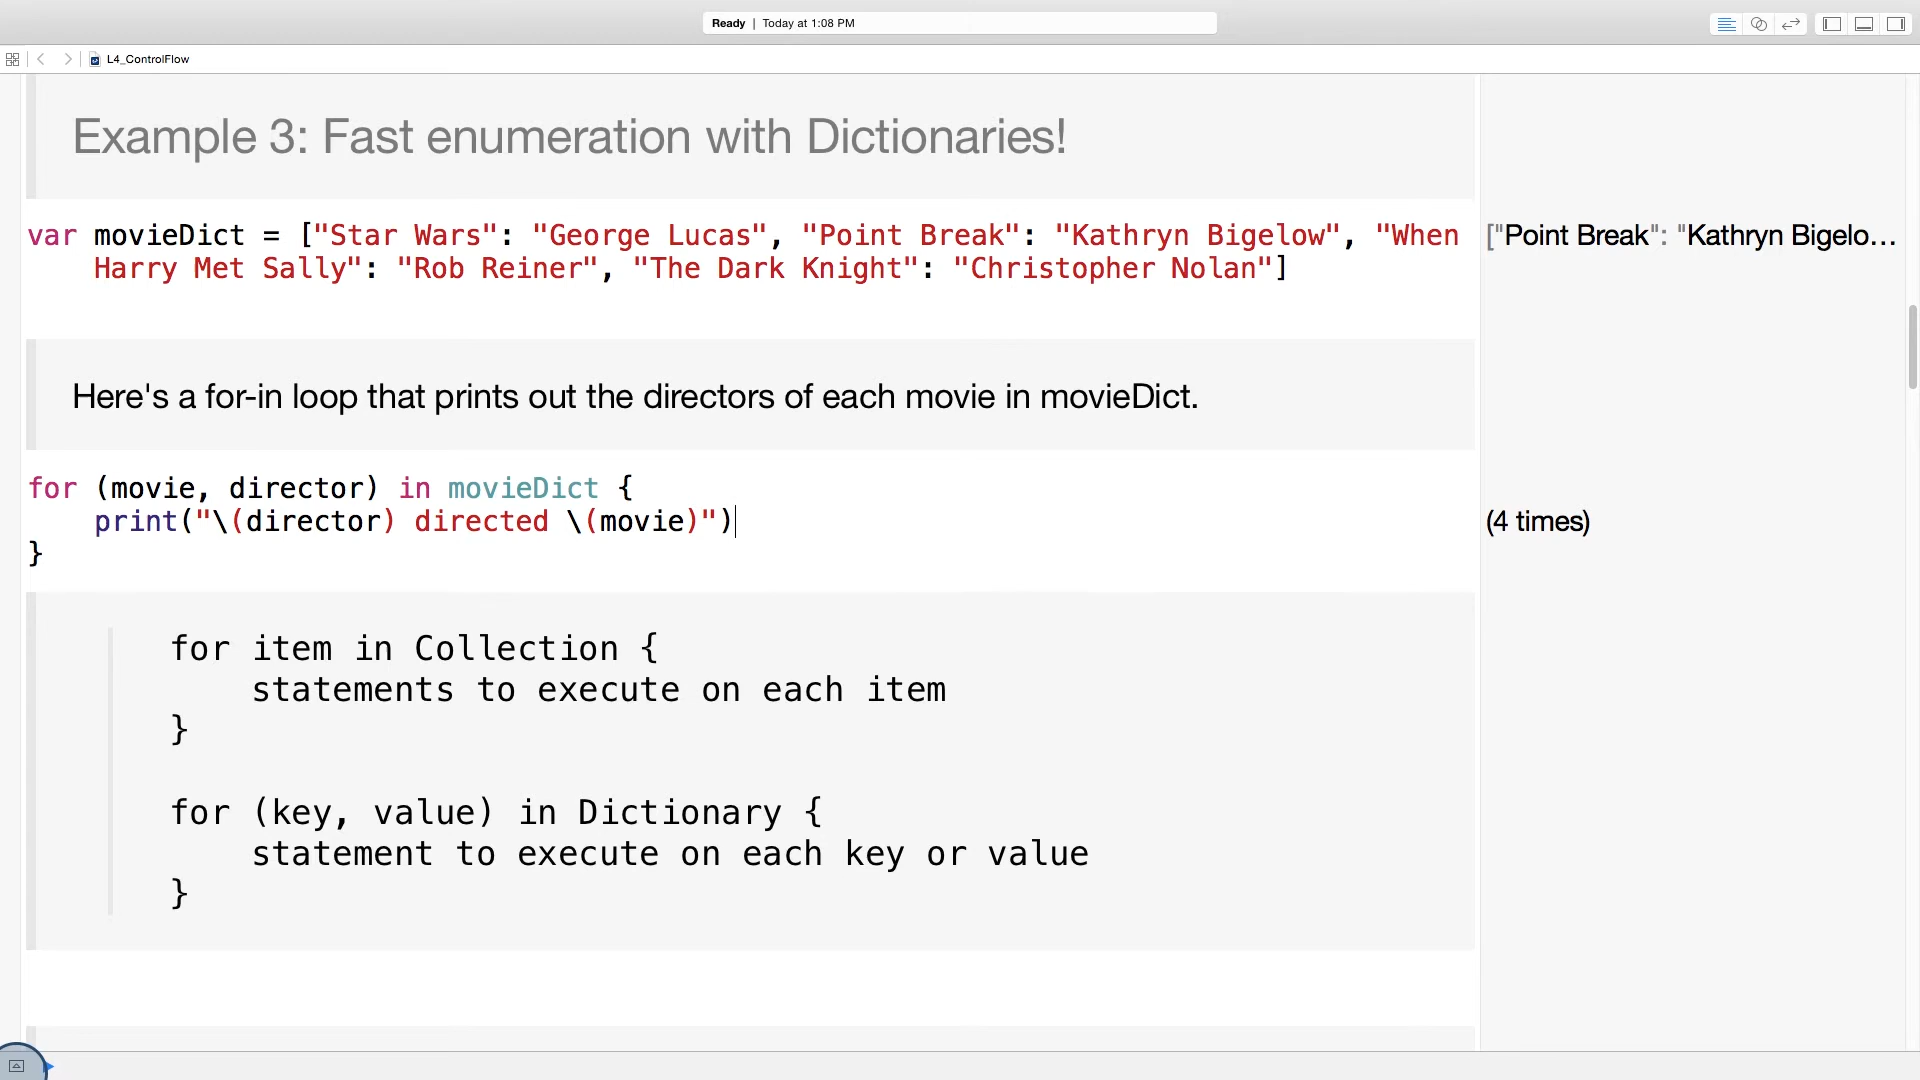 Ready | Today at 1:08 PM
L4_ControlFlow
Example 3: Fast enumeration with Dictionaries!
var movieDict = ["Star Wars": "George Lucas", "Point Break": "Kathryn Bigelow", "When
Harry Met Sally": "Rob Reiner", "The Dark Knight": "Christopher Nolan"]
["Point Break": "Kathryn Bigelo...
Here's a for-in loop that prints out the directors of each movie in movieDict.
for (movie, director) in movieDict {
print("\(director) directed \(movie)")
(4 times)
}
for item in Collection {
statements to execute on each item
}
for (key, value) in Dictionary {
statement to execute on each key or value
}